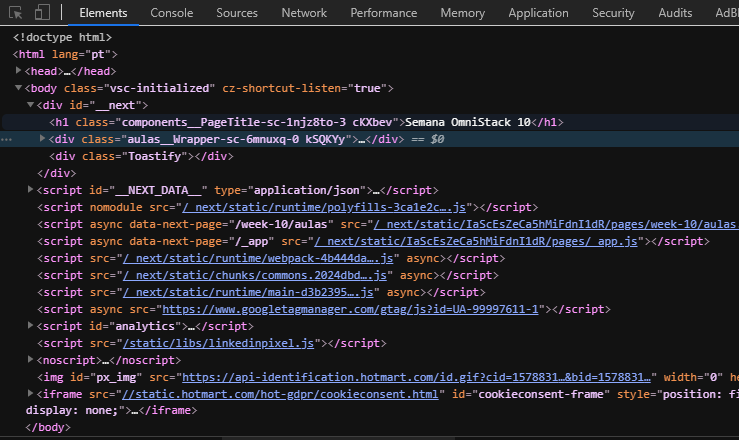 Elements Console Sources Network Performance Memory Application Security Audits AdBl
<!doctype html>
<html lang="pt">
<head>…</head>
<body class="vsc-initialized" cz-shortcut-listen="true">
<div id="__next">
<h1 class="components__PageTitle-sc-1njz8to-3 cKXbev">Semana OmniStack 10</h1>
<div class="aulas__Wrapper-sc-6mnuxq-0 kSQKYy">…</div> == $0
<div class="Toastify"></div>
</div>
<script id="__NEXT_DATA__" type="application/json">…</script>
<script nomodule src="/_next/static/runtime/polyfills-3ca1e2c….js"></script>
<script async data-next-page="/week-10/aulas" src="/_next/static/IaScEsZeCa5hMiFdnI1dR/pages/week-10/aulas
<script async data-next-page="/_app" src="/_next/static/IaScEsZeCa5hMiFdnI1dR/pages/_app.js"></script>
<script src="/_next/static/runtime/webpack-4b444da….js" async></script>
<script src="/_next/static/chunks/commons.2024dbd….js" async></script>
<script src="/_next/static/runtime/main-d3b2395….js" async></script>
<script async src="https://www.googletagmanager.com/gtag/js?id=UA-99997611-1"></script>
<script id="analytics">…</script>
<script src="/static/libs/linkedinpixel.js"></script>
<noscript>…</noscript>
<img id="px_img" src="https://api-identification.hotmart.com/id.gif?cid=1578831…&bid=1578831…" width="0" he
<iframe src="//static.hotmart.com/hot-gdpr/cookieconsent.html" id="cookieconsent-frame" style="position: fi
display: none;">…</iframe>
</body>